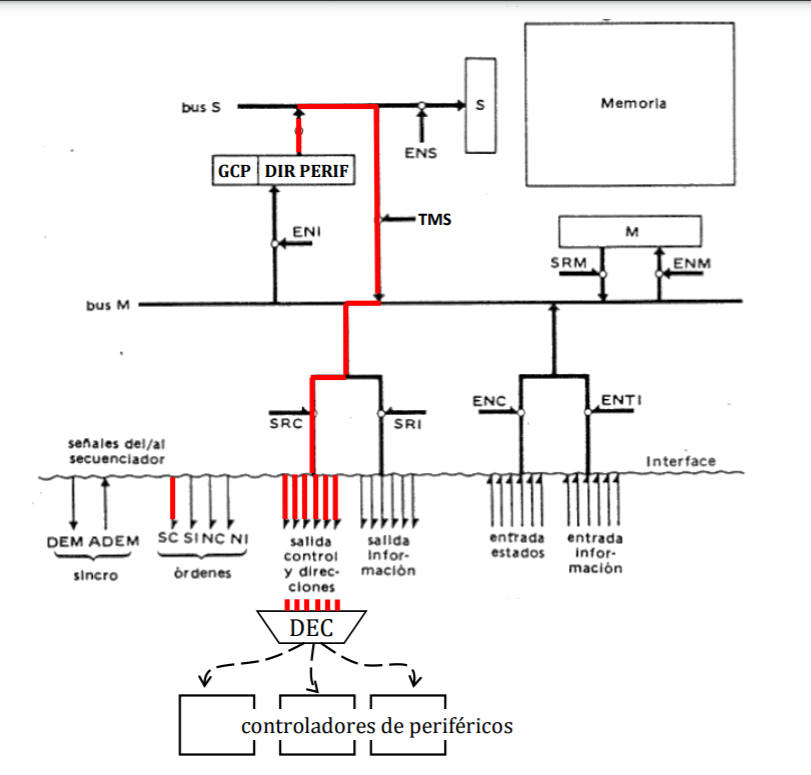 bus S
S
Memoria
ENS
GCP DIR PERIF
TMS
ENI
M
SRM
ENM
bus M
ENC
ENTI
SRC
SRI
señales del/al
secuenciador
Interface
DEM ADEM
SC SI NC NI
sincro
órdenes
salida
control
y direc-
ciones
salida
infor-
mación
entrada
estados
entrada
infor-
mación
DEC
controladores de periféricos